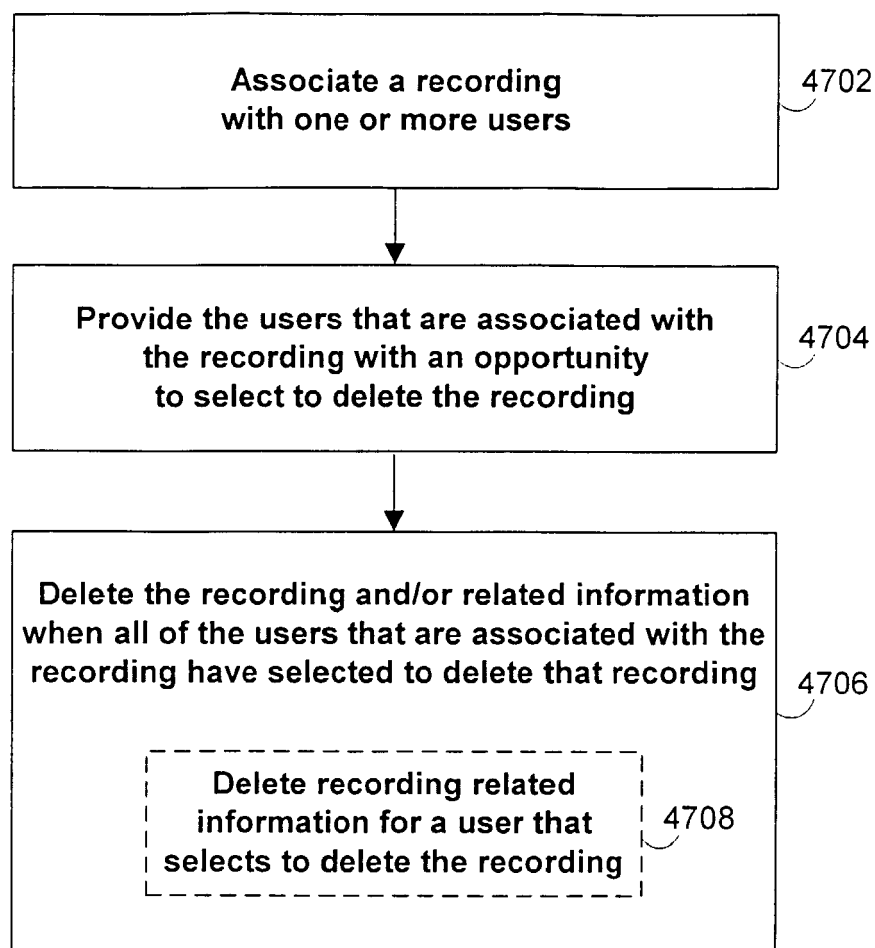 Associate a recording
with one or more users
4702
Provide the users that are associated with
the recording with an opportunity
to select to delete the recording
4704
Delete the recording and/or related information
when all of the users that are associated with the
recording have selected to delete that recording
4706
Delete recording related
information for a user that
selects to delete the recording
4708